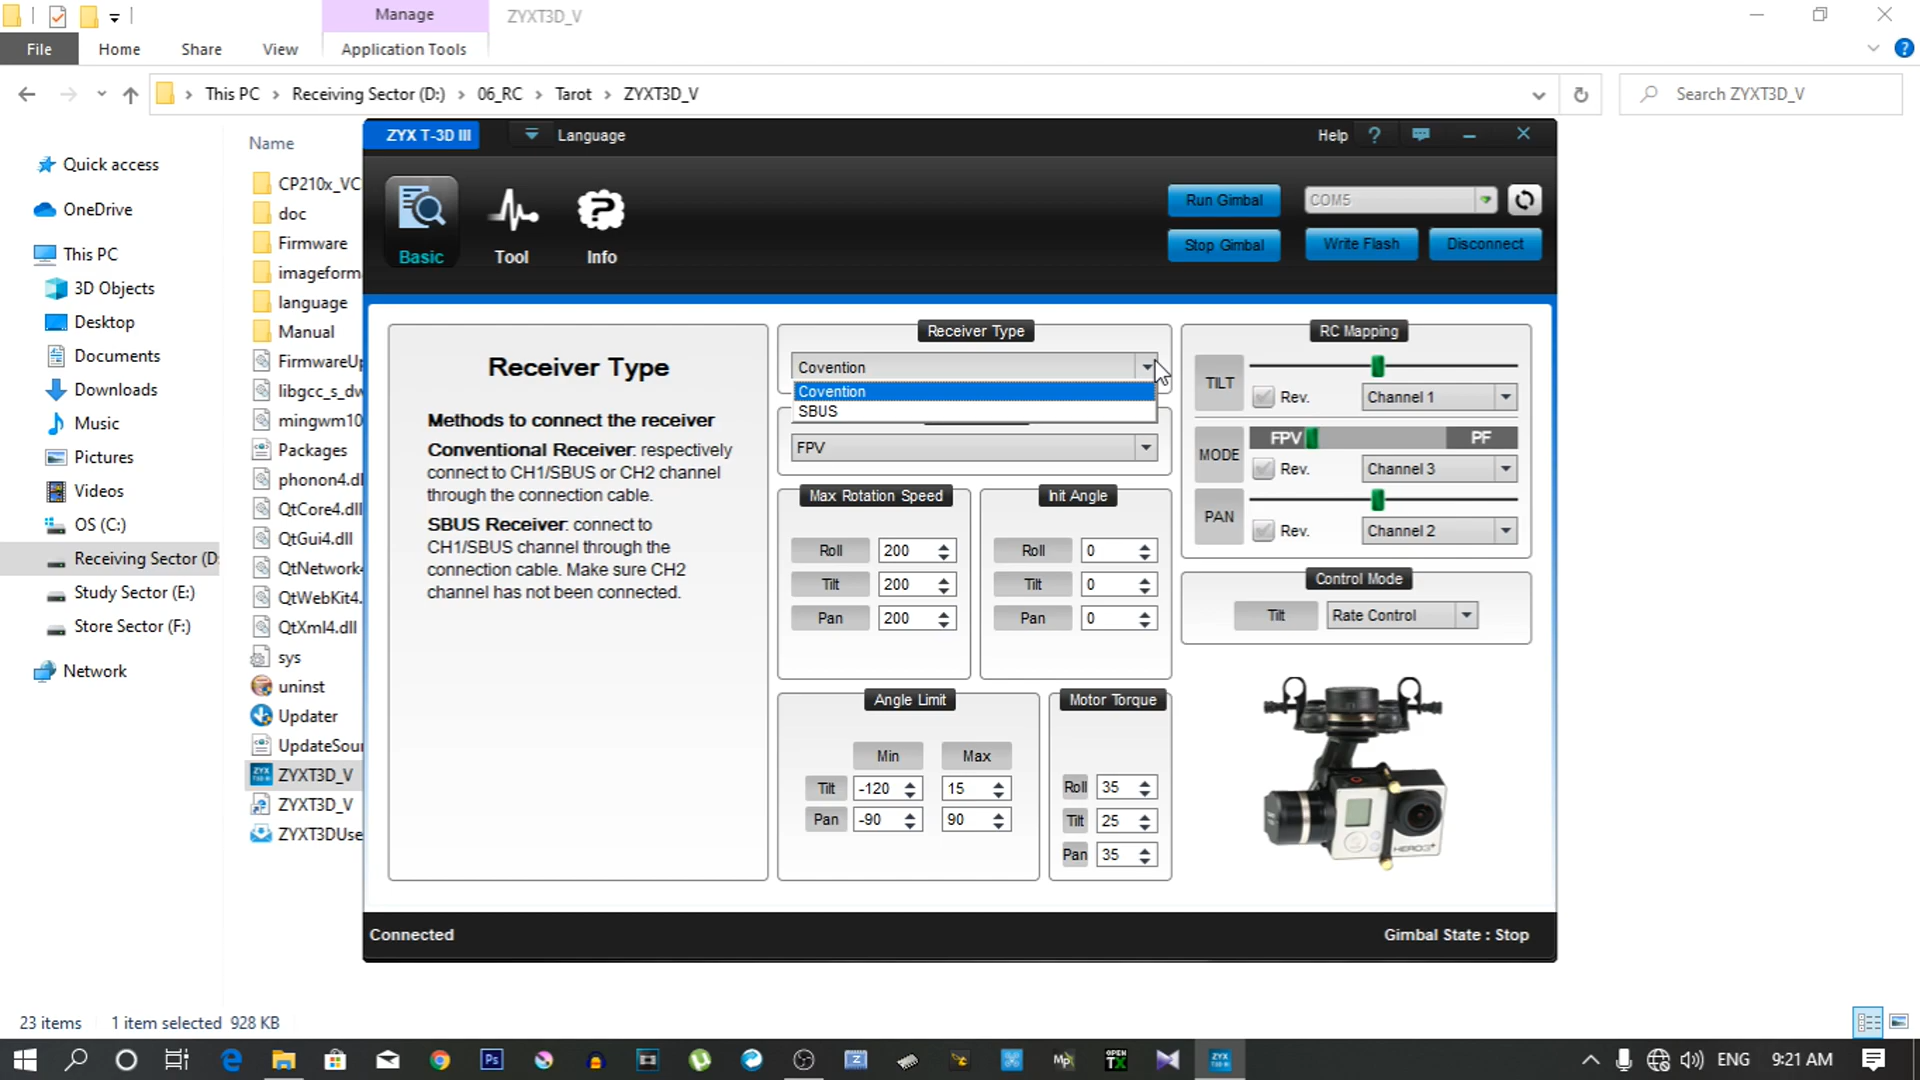 Manage
ZYXT3D_V
File
Home
Share
View
Application Tools
This PC
Receiving Sector (D:)
06_RC
Tarot
ZYXT3D_V
Search ZYXT3D_V
Quick access
OneDrive
This PC
3D Objects
Desktop
Documents
Downloads
Music
Pictures
Videos
OS (C:)
Receiving Sector (D:
Study Sector (E:)
Store Sector (F:)
Network
Name
CP210x_VC
doc
Firmware
imageform
language
Manual
FirmwareUp
libgcc_s_dw
mingwm10
Packages
phonon4.dl
QtCore4.dll
QtGui4.dll
QtNetwork4
QtWebKit4.
QtXml4.dll
sys
uninst
Updater
UpdateSour
ZYXT3D_V
ZYXT3D_V
ZYXT3DUse
ZYX T-3D III
Language
Help
Basic
Tool
Info
Run Gimbal
COM5
Stop Gimbal
Write Flash
Disconnect
Receiver Type
Methods to connect the receiver
Conventional Receiver: respectively
connect to CH1/SBUS or CH2 channel
through the connection cable.
SBUS Receiver: connect to
CH1/SBUS channel through the
connection cable. Make sure CH2
channel has not been connected.
Receiver Type
Covention
Covention
SBUS
FPV
Max Rotation Speed
Roll 200
Tilt 200
Pan 200
Init Angle
Roll 0
Tilt 0
Pan 0
Angle Limit
Min Max
Tilt -120 15
Pan -90 90
Motor Torque
Roll 35
Tilt 25
Pan 35
RC Mapping
TILT
Rev. Channel 1
MODE
FPV PF
Rev. Channel 3
PAN
Rev. Channel 2
Control Mode
Tilt Rate Control
HERO3+
Connected
Gimbal State : Stop
23 items 1 item selected 928 KB
Ps
Mp
OPEN
TX
ZYX
ENG
9:21 AM